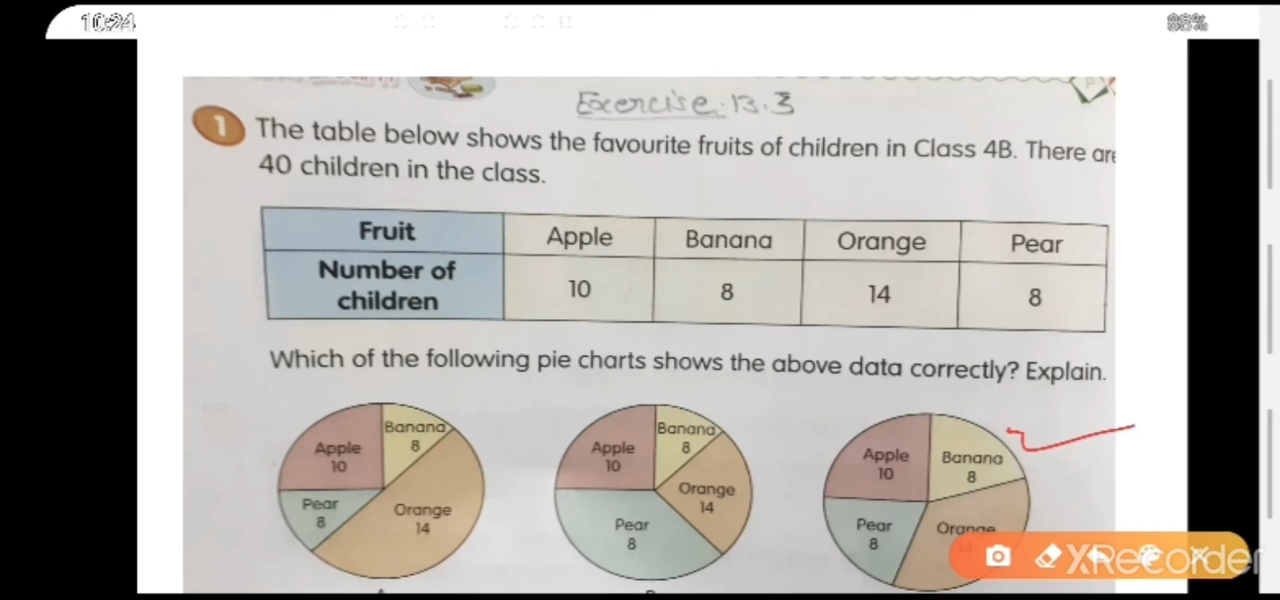 10:24
88%
Exercise. 13.3
1 The table below shows the favourite fruits of children in Class 4B. There are
40 children in the class.
Fruit Apple Banana Orange Pear
Number of children 10 8 14 8
Which of the following pie charts shows the above data correctly? Explain.
Apple 10
Banana 8
Pear 8
Orange 14
Apple 10
Banana 8
Orange 14
Pear 8
Apple 10
Banana 8
Pear 8
Orange
XRecorder